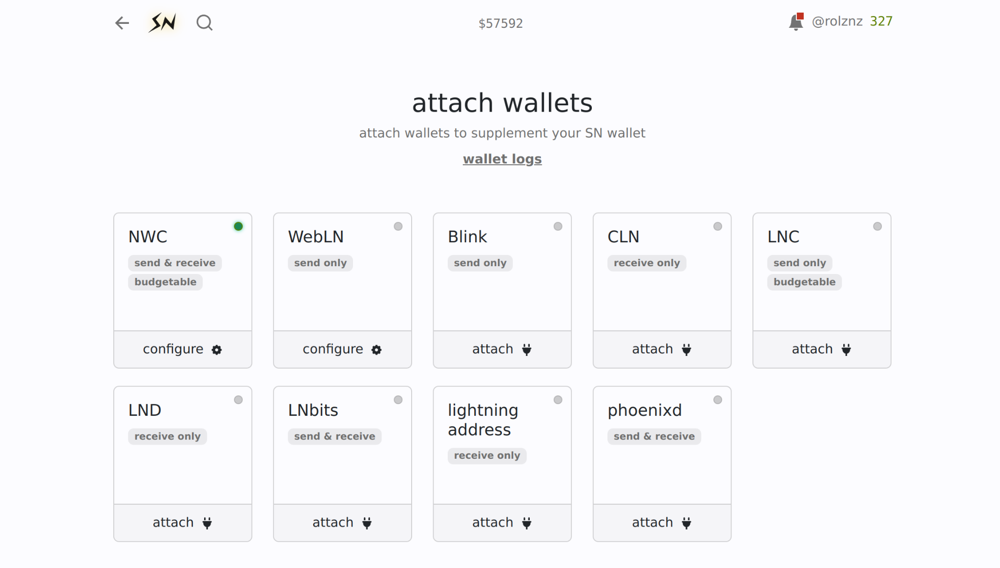 SN
$57592
@rolznz 327
attach wallets
attach wallets to supplement your SN wallet
wallet logs
NWC
send & receive
budgetable
configure
WebLN
send only
configure
Blink
send only
attach
CLN
receive only
attach
LNC
send only
budgetable
attach
LND
receive only
attach
LNbits
send & receive
attach
lightning
address
receive only
attach
phoenixd
send & receive
attach